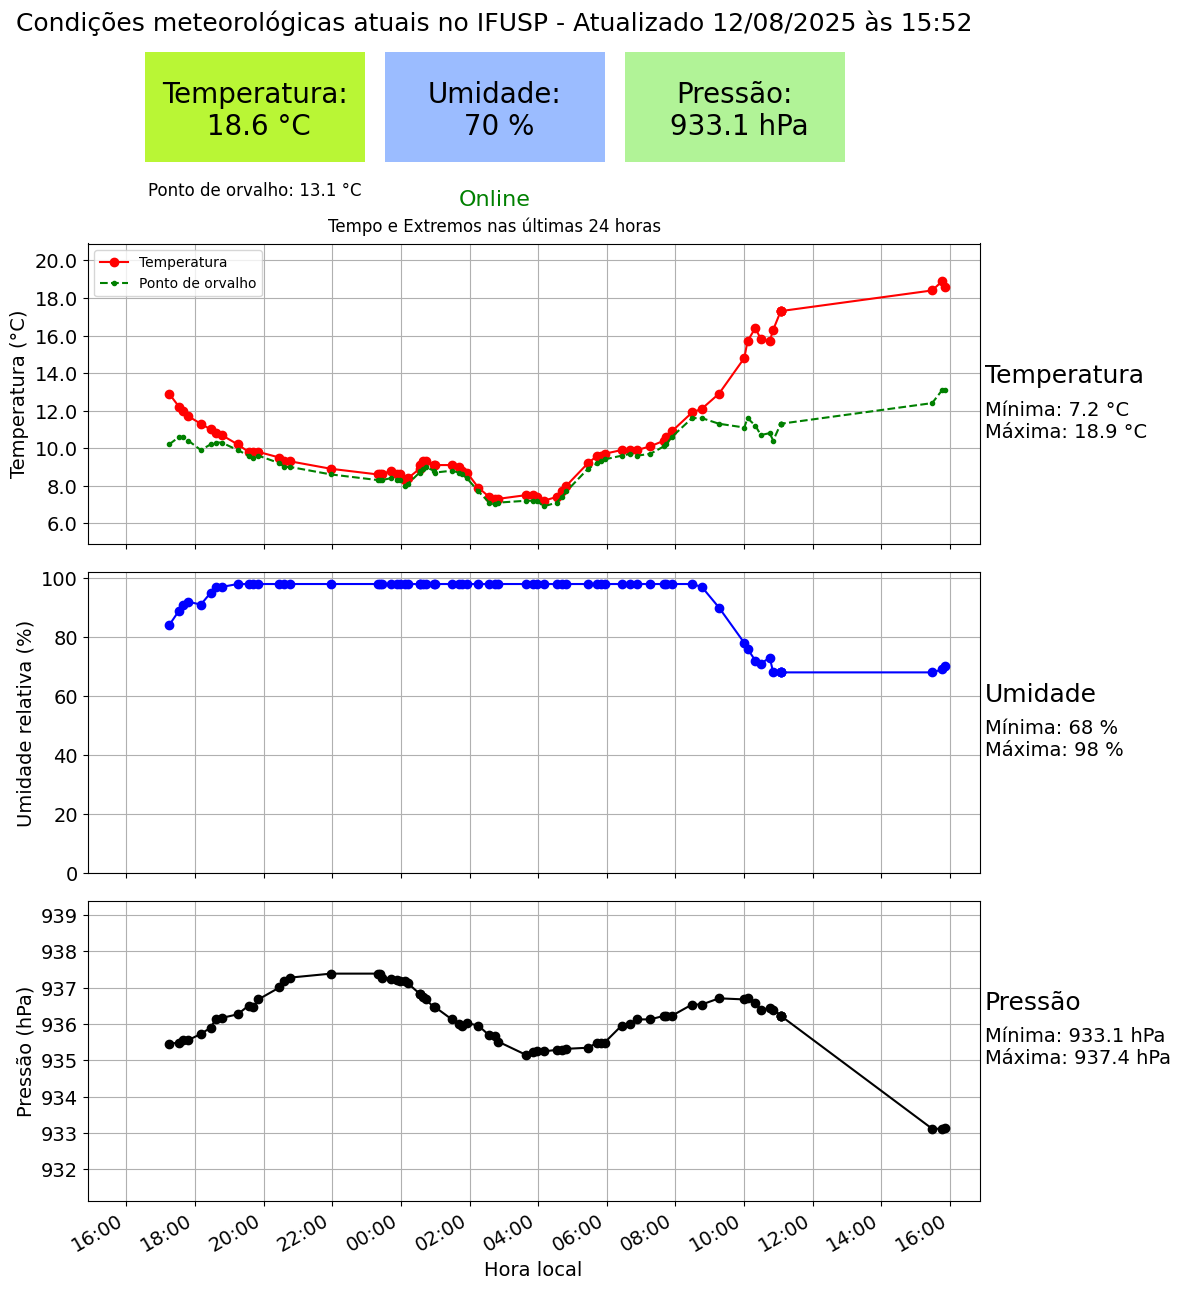 Condições meteorológicas atuais no IFUSP - Atualizado 12/08/2025 às 15:52
Temperatura:
18.6 °C
Umidade:
70 %
Pressão:
933.1 hPa
Ponto de orvalho: 13.1 °C
Online
Tempo e Extremos nas últimas 24 horas
Temperatura
Ponto de orvalho
Temperatura (°C)
20.0
18.0
16.0
14.0
12.0
10.0
8.0
6.0
Temperatura
Mínima: 7.2 °C
Máxima: 18.9 °C
Umidade relativa (%)
100
80
60
40
20
0
Umidade
Mínima: 68 %
Máxima: 98 %
Pressão (hPa)
939
938
937
936
935
934
933
932
Pressão
Mínima: 933.1 hPa
Máxima: 937.4 hPa
16:00
18:00
20:00
22:00
00:00
02:00
04:00
06:00
08:00
10:00
12:00
14:00
16:00
Hora local